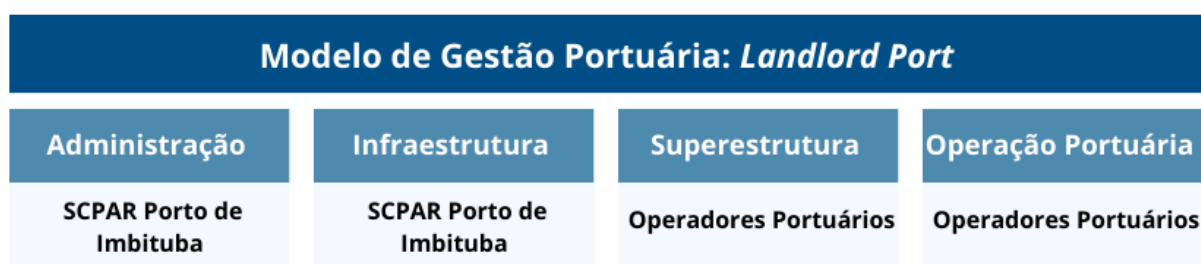 Modelo de Gestão Portuária: Landlord Port
Administração
Infraestrutura
Superestrutura
Operação Portuária
SCPAR Porto de
Imbituba
SCPAR Porto de
Imbituba
Operadores Portuários
Operadores Portuários